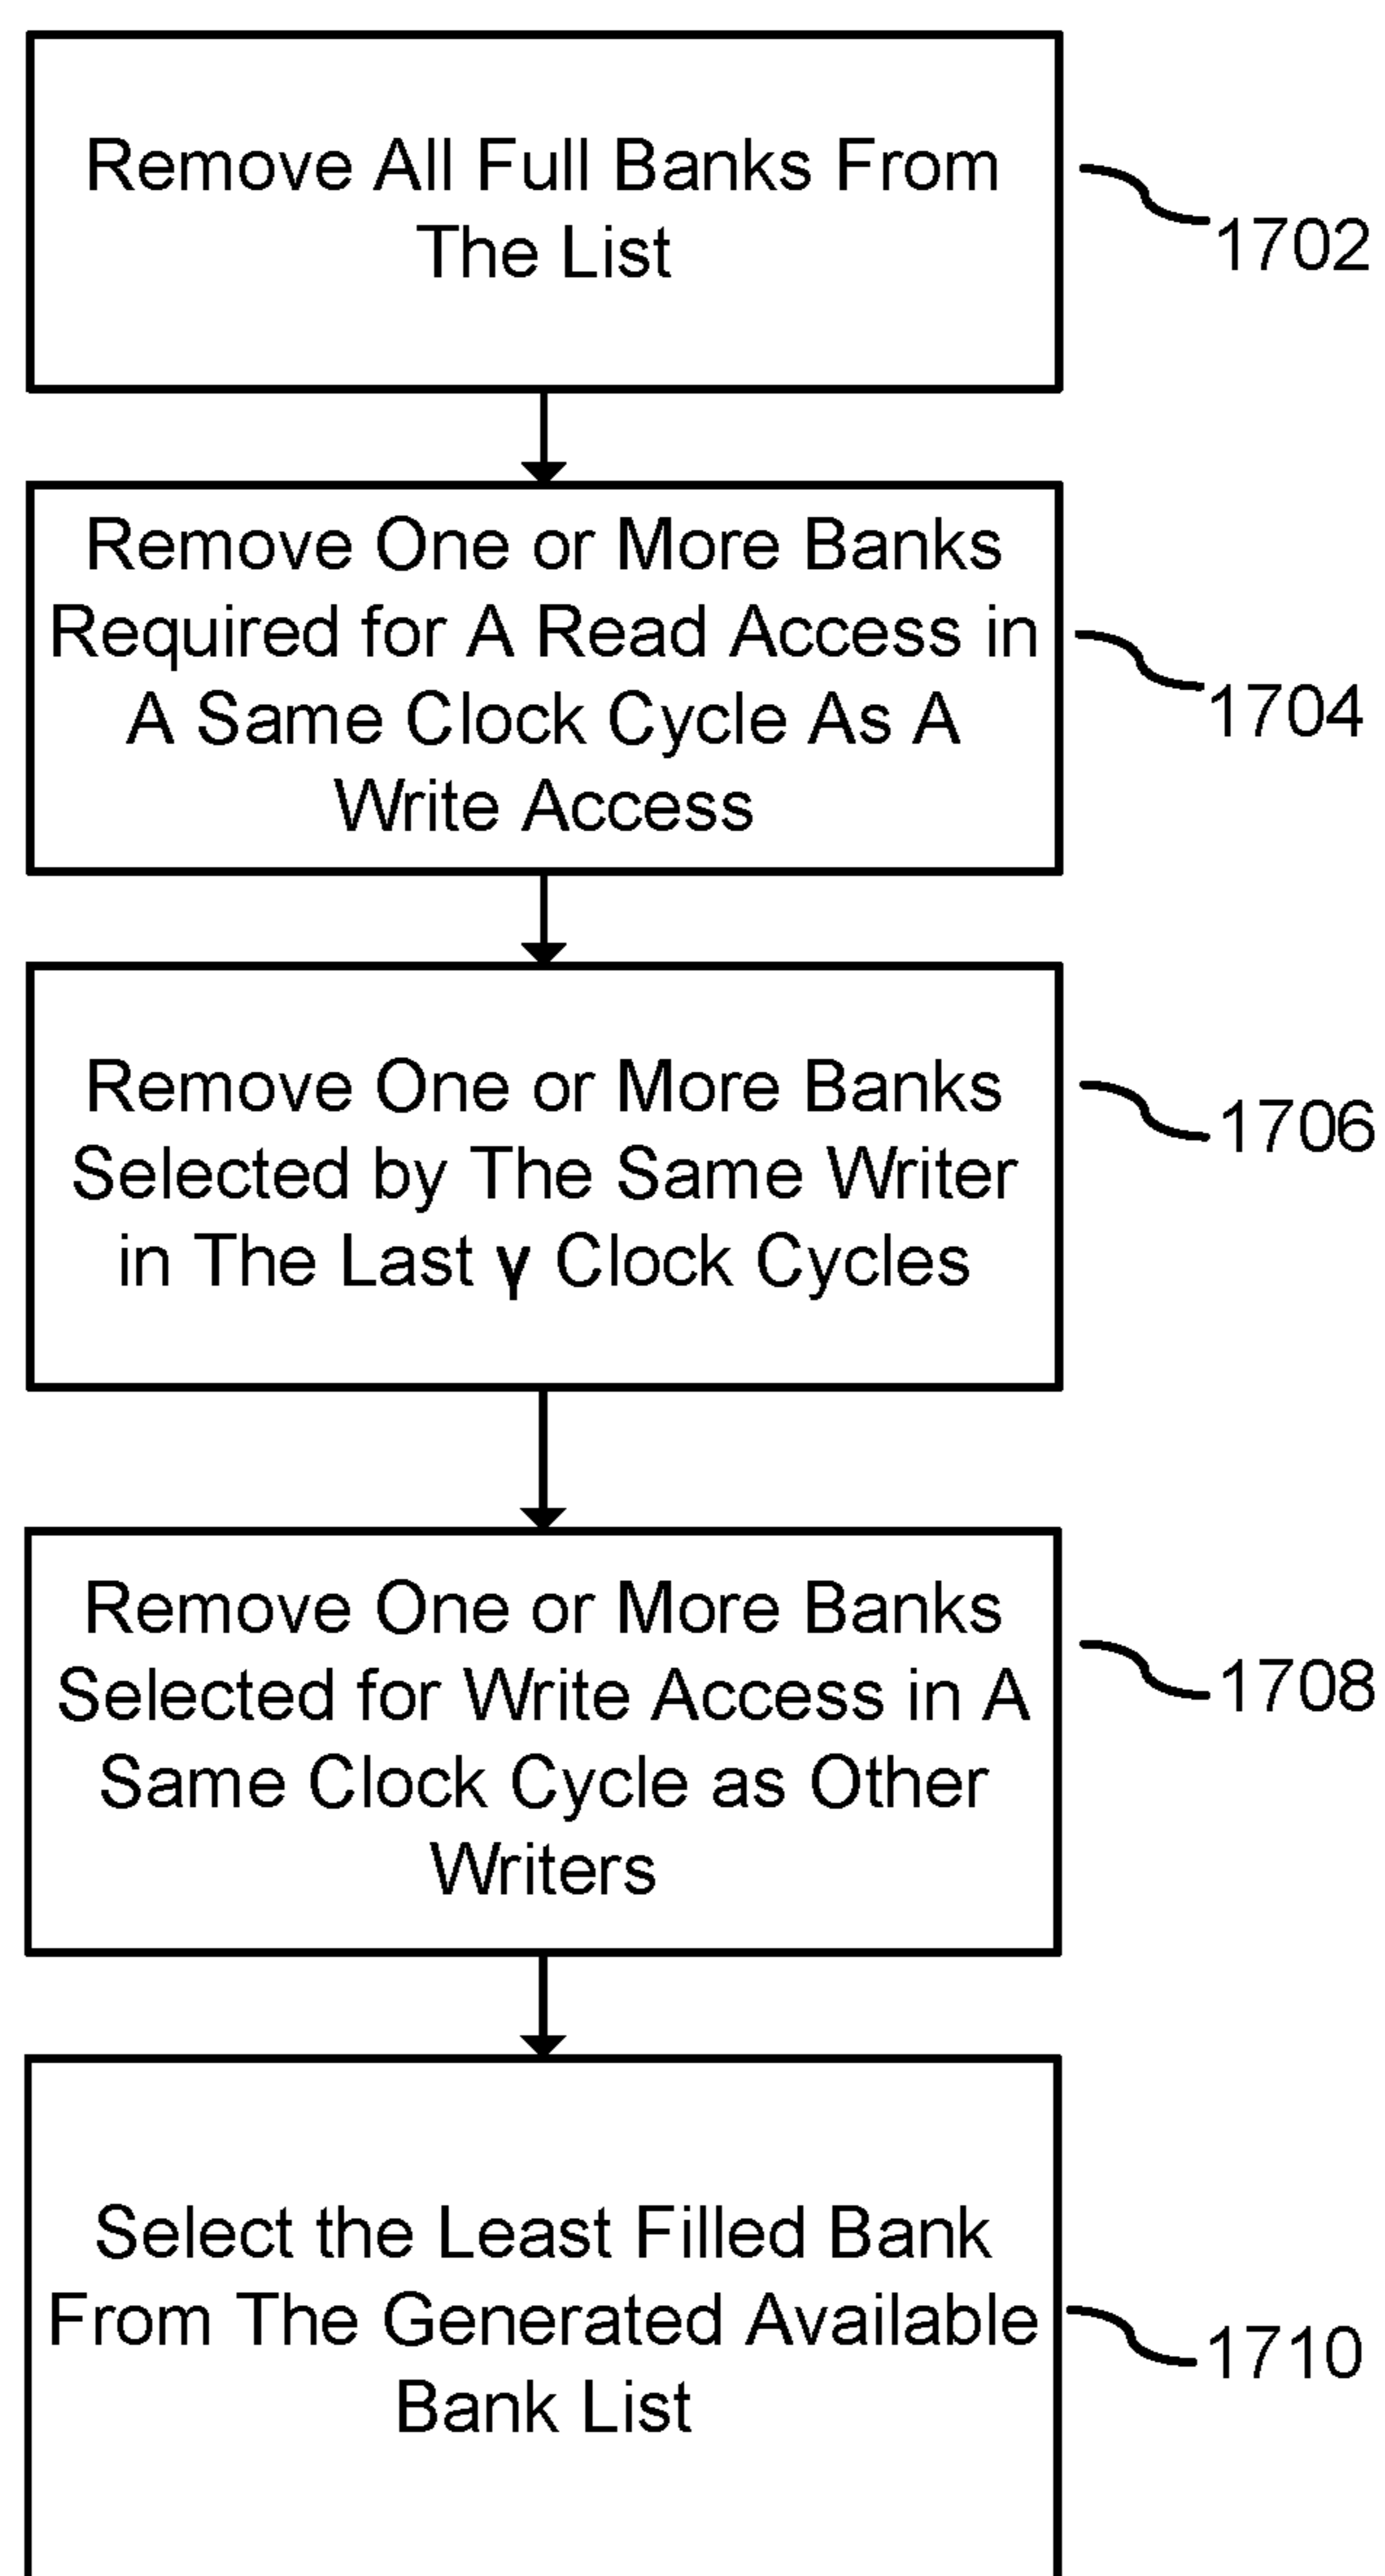 Remove All Full Banks From
The List
1702
Remove One or More Banks
Required for A Read Access in
A Same Clock Cycle As A
Write Access
1704
Remove One or More Banks
Selected by The Same Writer
in The Last γ Clock Cycles
1706
Remove One or More Banks
Selected for Write Access in A
Same Clock Cycle as Other
Writers
1708
Select the Least Filled Bank
From The Generated Available
Bank List
1710